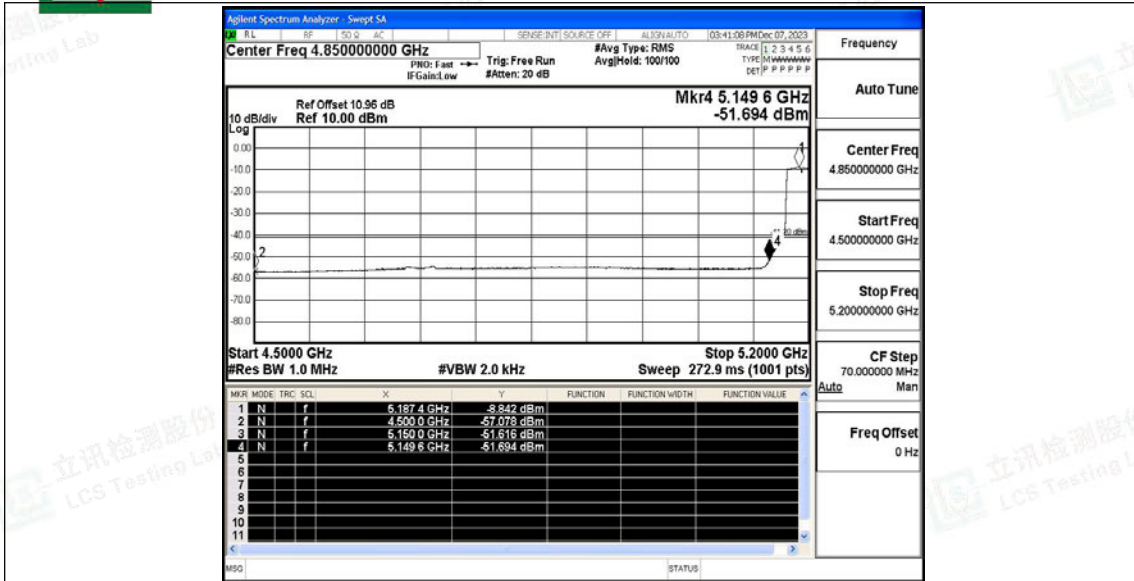 Agilent Spectrum Analyzer - Swept SA
RL RF 50 Ω AC SENSE:INT SOURCE OFF ALIGN AUTO 03:41:08 PM Dec 07, 2023
Center Freq 4.850000000 GHz
PNO: Fast
IFGain:Low
Trig: Free Run
#Atten: 20 dB
#Avg Type: RMS
Avg|Hold: 100/100
TRACE 1 2 3 4 5 6
TYPE M
DET P P P P P P
Frequency
Auto Tune
Center Freq
4.850000000 GHz
Start Freq
4.500000000 GHz
Stop Freq
5.200000000 GHz
CF Step
70.000000 MHz
Auto Man
Freq Offset
0 Hz
Mkr4 5.149 6 GHz
-51.694 dBm
Ref Offset 10.96 dB
10 dB/div Ref 10.00 dBm
Log
0.00
-10.0
-20.0
-30.0
-40.0
-50.0
-60.0
-70.0
-80.0
1
2
4
Start 4.5000 GHz Stop 5.2000 GHz
#Res BW 1.0 MHz #VBW 2.0 kHz Sweep 272.9 ms (1001 pts)
MKR MODE TRC SCL X Y FUNCTION FUNCTION WIDTH FUNCTION VALUE
1 N f 5.187 4 GHz -8.842 dBm
2 N f 4.500 0 GHz -57.078 dBm
3 N f 5.150 0 GHz -51.616 dBm
4 N f 5.149 6 GHz -51.694 dBm
5
6
7
8
9
10
11
MSG STATUS
立讯检测股份
LCS Testing Lab
立讯检测股份
LCS Testing L